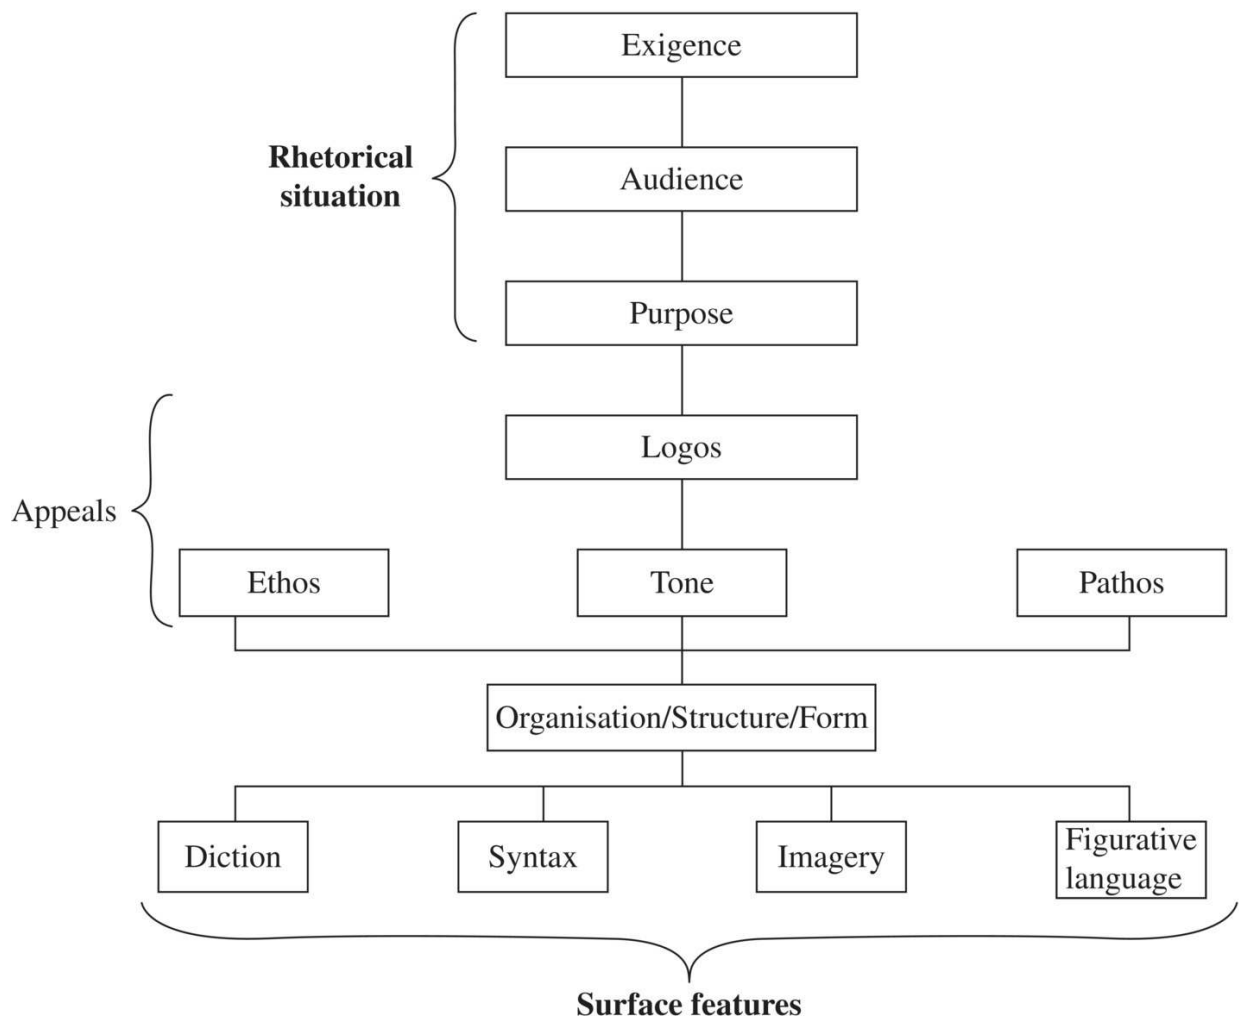 Exigence
Rhetorical
situation
Audience
Purpose
Logos
Appeals
Ethos
Tone
Pathos
Organisation/Structure/Form
Diction
Syntax
Imagery
Figurative
language
Surface features